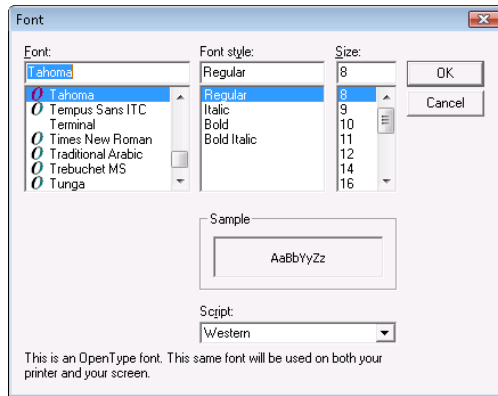 Font
Font:
Font style:
Size:
Tahoma
Regular
8
OK
Cancel
Tahoma
Tempus Sans ITC
Terminal
Times New Roman
Traditional Arabic
Trebuchet MS
Tunga
Regular
Italic
Bold
Bold Italic
8
9
10
11
12
14
16
Sample
AaBbYyZz
Script:
Western
This is an OpenType font. This same font will be used on both your
printer and your screen.